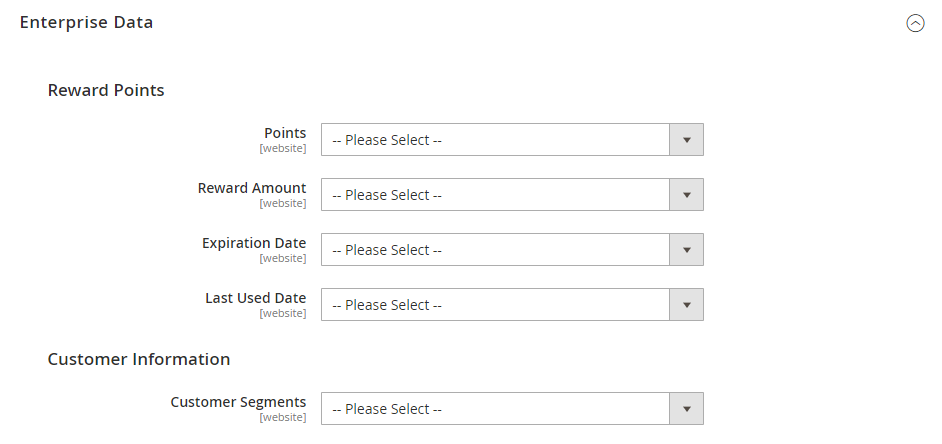 Enterprise Data
Reward Points
Points
[website]
-- Please Select --
Reward Amount
[website]
-- Please Select --
Expiration Date
[website]
-- Please Select --
Last Used Date
[website]
-- Please Select --
Customer Information
Customer Segments
[website]
-- Please Select --